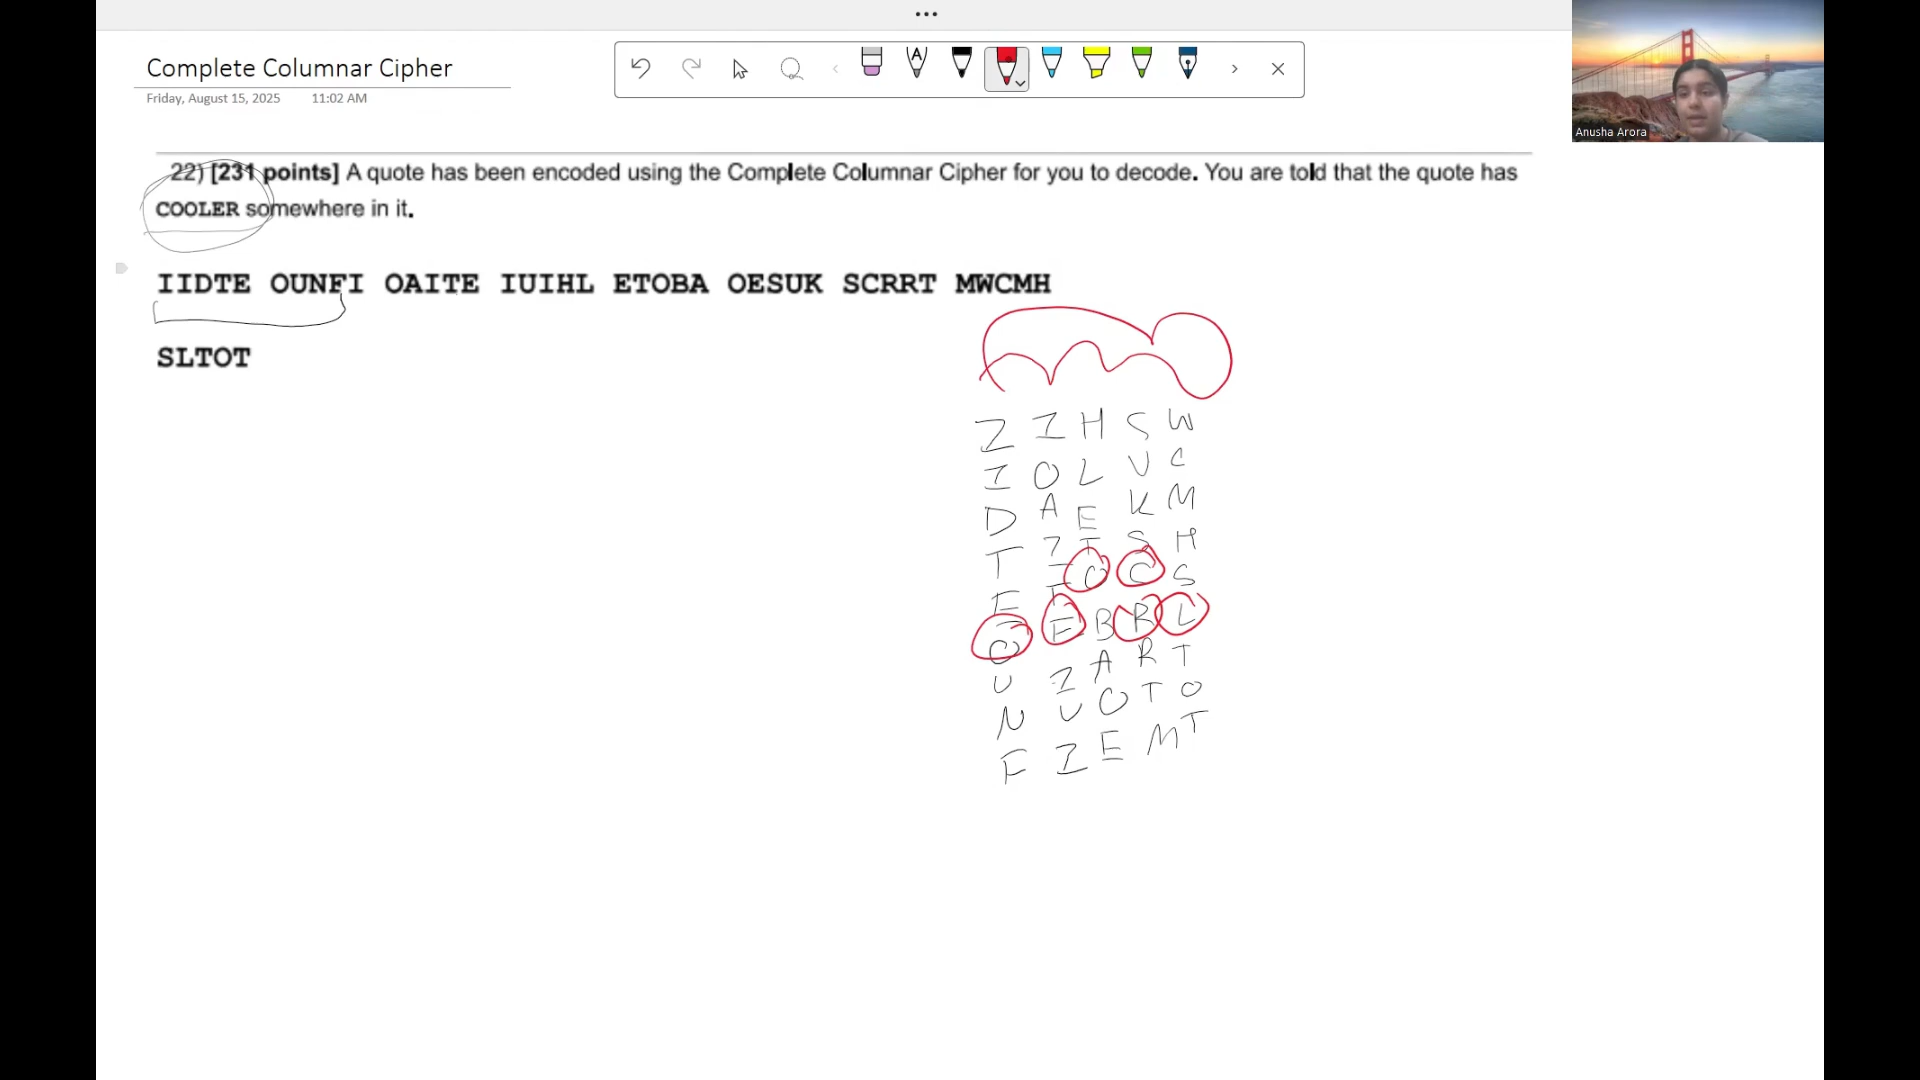 Complete Columnar Cipher
Friday, August 15, 2025 11:02 AM
Anusha Arora
22) [231 points] A quote has been encoded using the Complete Columnar Cipher for you to decode. You are told that the quote has
COOLER somewhere in it.
IIDTE OUNFI OAITE IUIHL ETOBA OESUK SCRRT MWCMH
SLTOT
I I H S W
I O L U C
D A E K M
T I T S H
E T O C S
O E B R L
U I A R T
N U O T O
F I E M T